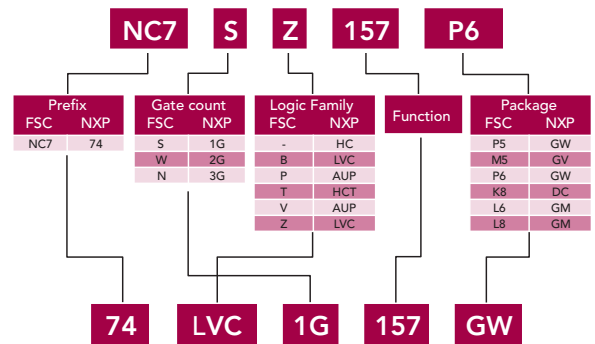 NC7 S Z 157 P6
Prefix
FSC NXP
NC7 74
Gate count
FSC NXP
S 1G
W 2G
N 3G
Logic Family
FSC NXP
- HC
B LVC
P AUP
T HCT
V AUP
Z LVC
Function
Package
FSC NXP
P5 GW
M5 GV
P6 GW
K8 DC
L6 GM
L8 GM
74 LVC 1G 157 GW